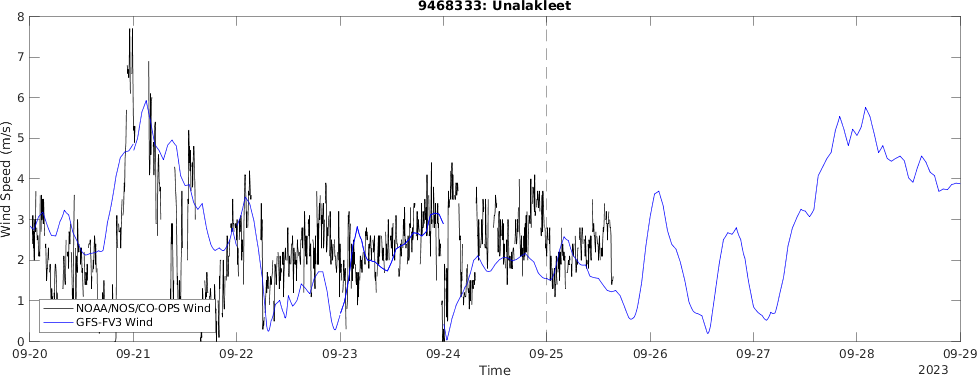 9468333: Unalakleet
8
7
6
5
4
3
2
1
0
Wind Speed (m/s)
NOAA/NOS/CO-OPS Wind
GFS-FV3 Wind
09-20 09-21 09-22 09-23 09-24 09-25 09-26 09-27 09-28 09-29
Time
2023